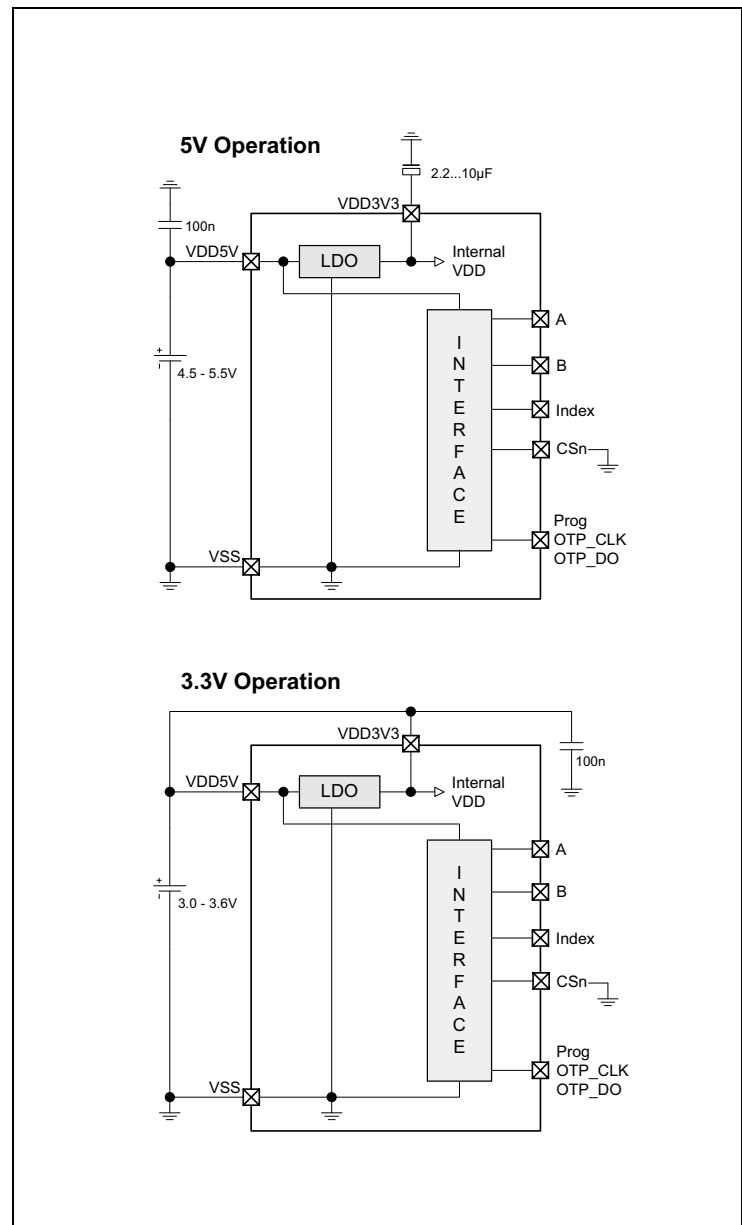 5V Operation
2.2...10µF
VDD3V3
100n
VDD5V
LDO
Internal
VDD
A
I
N
T
E
R
F
A
C
E
B
+
-
4.5 - 5.5V
Index
CSn
Prog
OTP_CLK
OTP_DO
VSS
3.3V Operation
VDD3V3
100n
VDD5V
LDO
Internal
VDD
A
I
N
T
E
R
F
A
C
E
B
+
-
3.0 - 3.6V
Index
CSn
Prog
OTP_CLK
OTP_DO
VSS